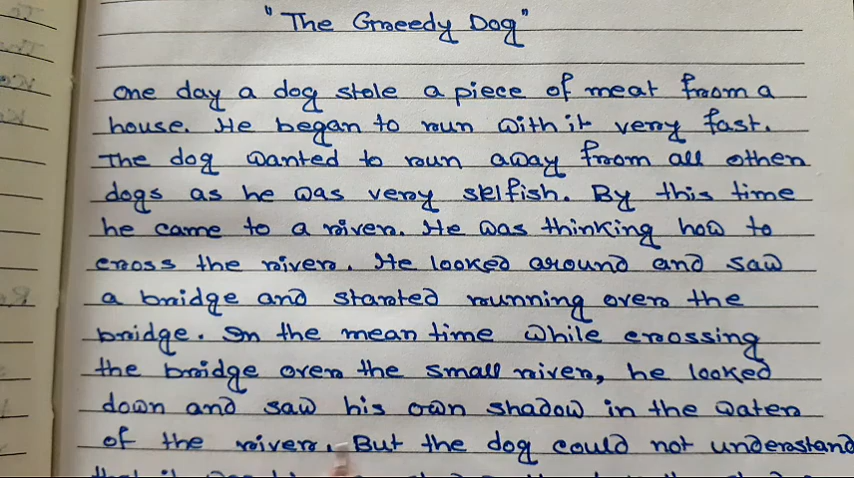 "The Greedy Dog"
One day a dog stole a piece of meat from a
house. He began to run with it very fast.
The dog wanted to run away from all other
dogs as he was very selfish. By this time
he came to a river. He was thinking how to
cross the river. He looked around and saw
a bridge and started running over the
bridge. In the mean time while crossing
the bridge over the small river, he looked
down and saw his own shadow in the water
of the river. But the dog could not understand